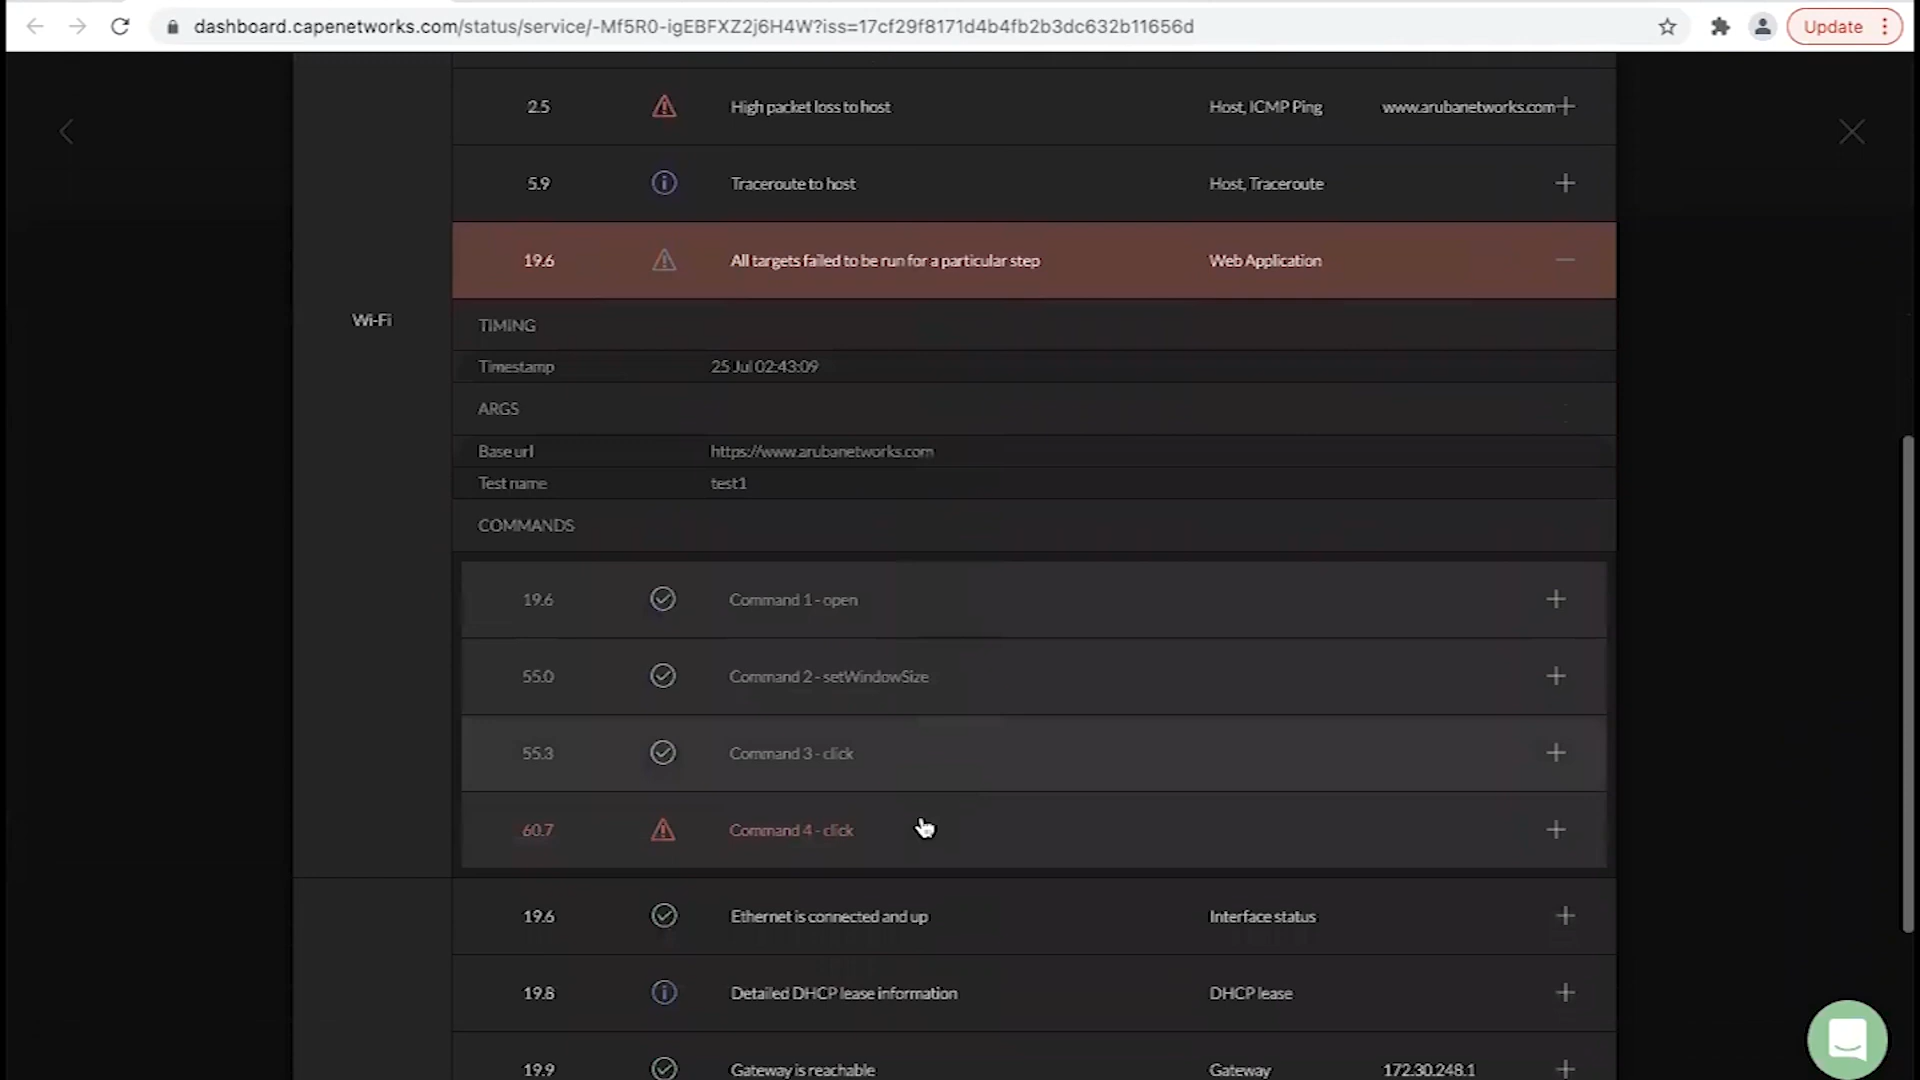 dashboard.capenetworks.com/status/service/-Mf5R0-igEBFXZ2j6H4W?iss=17cf29f8171d4b4fb2b3dc632b11656d
Update
2.5 High packet loss to host Host, ICMP Ping www.arubanetworks.com
5.9 Traceroute to host Host, Traceroute
19.6 All targets failed to be run for a particular step Web Application
Wi-Fi
TIMING
Timestamp 25 Jul 02:43:09
ARGS
Base url https://www.arubanetworks.com
Test name test1
COMMANDS
19.6 Command 1 - open
55.0 Command 2 - setWindowSize
55.3 Command 3 - click
60.7 Command 4 - click
19.6 Ethernet is connected and up Interface status
19.8 Detailed DHCP lease information DHCP lease
19.9 Gateway is reachable Gateway 172.30.248.1